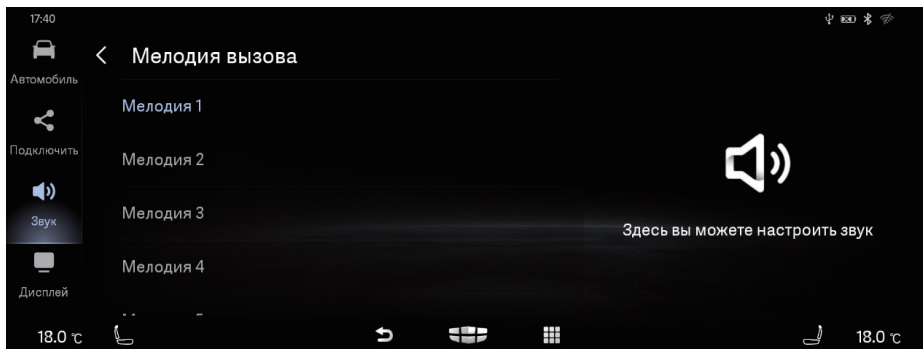 17:40
Автомобиль
Мелодия вызова
Мелодия 1
Подключить
Мелодия 2
Звук
Мелодия 3
Здесь вы можете настроить звук
Мелодия 4
Дисплей
18.0 °C
18.0 °C